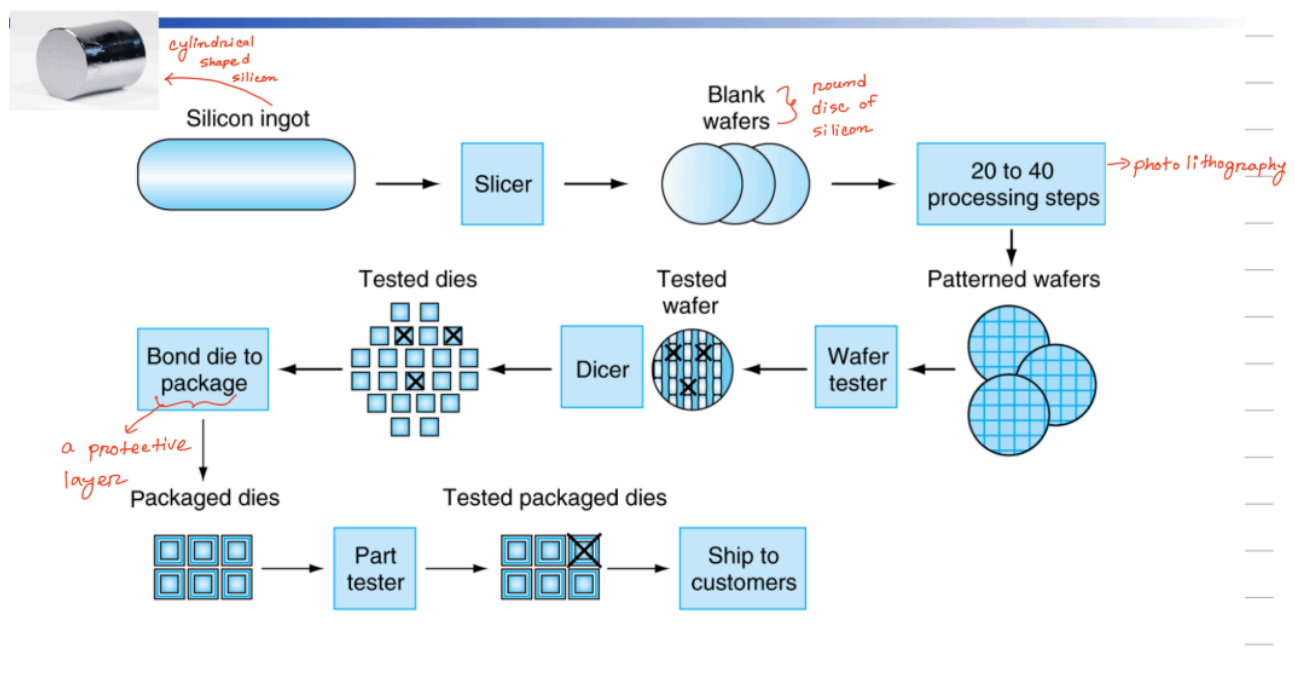 cylindrical
shaped
silicon
Silicon ingot
Slicer
Blank
wafers
round
disc of
silicon
20 to 40
processing steps
photolithography
Patterned wafers
Wafer
tester
Tested
wafer
Dicer
Tested dies
Bond die to
package
a protective
layer
Packaged dies
Part
tester
Tested packaged dies
Ship to
customers